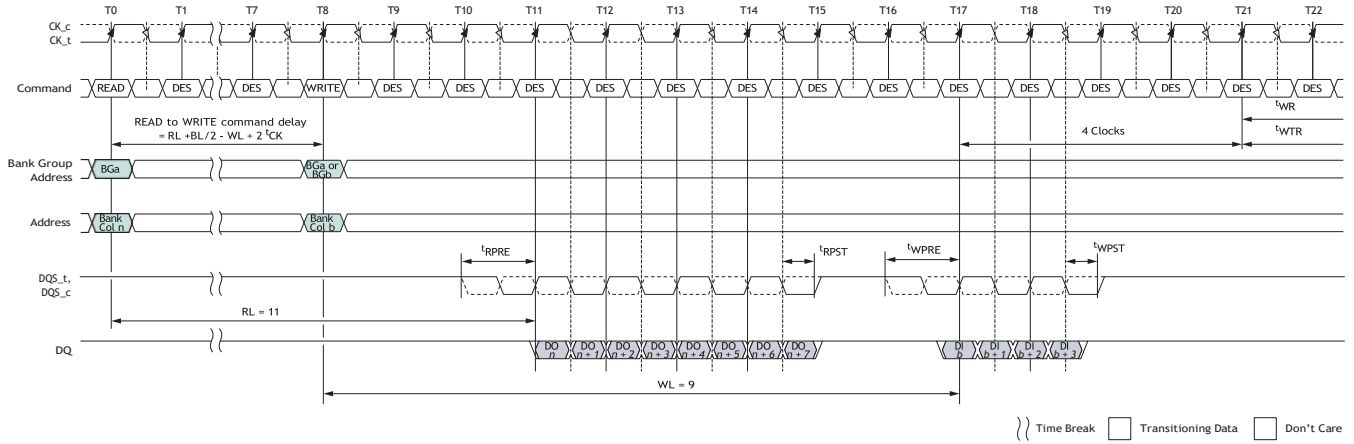 T0 T1 T7 T8 T9 T10 T11 T12 T13 T14 T15 T16 T17 T18 T19 T20 T21 T22
CK_c
CK_t
Command READ DES DES WRITE DES DES DES DES DES DES DES DES DES DES DES DES DES DES
tWR
READ to WRITE command delay
= RL +BL/2 - WL + 2 tCK
4 Clocks
tWTR
Bank Group
Address
BGa
BGa or
BGb
Address
Bank
Col n
Bank
Col b
tRPRE
tRPST
tWPRE
tWPST
DQS_t,
DQS_c
RL = 11
DQ
DO
n
DO
n + 1
DO
n + 2
DO
n + 3
DO
n + 4
DO
n + 5
DO
n + 6
DO
n + 7
DI
b
DI
b + 1
DI
b + 2
DI
b + 3
WL = 9
Time Break Transitioning Data Don't Care